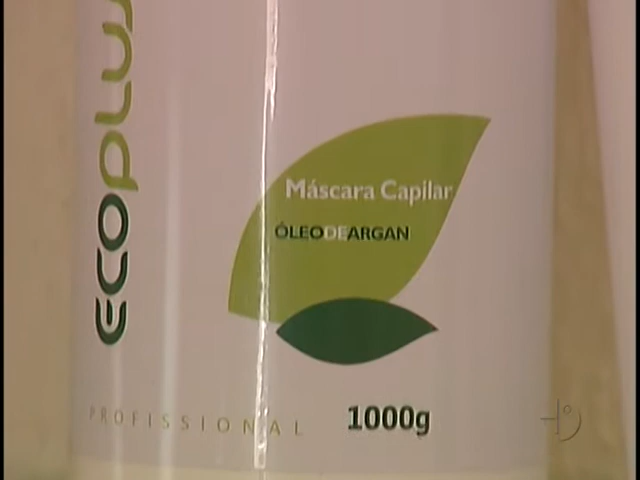 ecoplus
Máscara Capilar
ÓLEODEARGAN
PROFISSIONAL
1000g